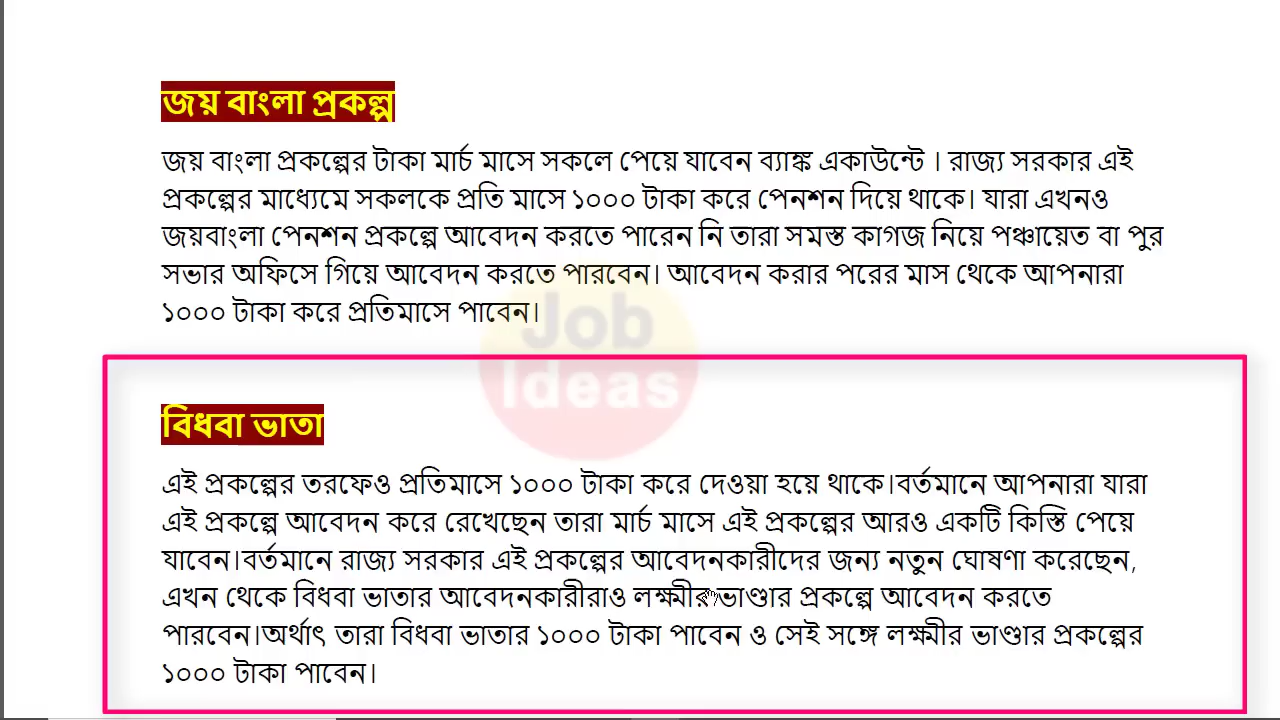 জয় বাংলা প্রকল্প
জয় বাংলা প্রকল্পের টাকা মার্চ মাসে সকলে পেয়ে যাবেন ব্যাঙ্ক একাউন্টে । রাজ্য সরকার এই
প্রকল্পের মাধ্যেমে সকলকে প্রতি মাসে ১০০০ টাকা করে পেনশন দিয়ে থাকে। যারা এখনও
জয়বাংলা পেনশন প্রকল্পে আবেদন করতে পারেন নি তারা সমস্ত কাগজ নিয়ে পঞ্চায়েত বা পুর
সভার অফিসে গিয়ে আবেদন করতে পারবেন। আবেদন করার পরের মাস থেকে আপনারা
১০০০ টাকা করে প্রতিমাসে পাবেন।
Job
Ideas
বিধবা ভাতা
এই প্রকল্পের তরফেও প্রতিমাসে ১০০০ টাকা করে দেওয়া হয়ে থাকে।বর্তমানে আপনারা যারা
এই প্রকল্পে আবেদন করে রেখেছেন তারা মার্চ মাসে এই প্রকল্পের আরও একটি কিস্তি পেয়ে
যাবেন।বর্তমানে রাজ্য সরকার এই প্রকল্পের আবেদনকারীদের জন্য নতুন ঘোষণা করেছেন,
এখন থেকে বিধবা ভাতার আবেদনকারীরাও লক্ষ্মীর ভাণ্ডার প্রকল্পে আবেদন করতে
পারবেন।অর্থাৎ তারা বিধবা ভাতার ১০০০ টাকা পাবেন ও সেই সঙ্গে লক্ষ্মীর ভাণ্ডার প্রকল্পের
১০০০ টাকা পাবেন।